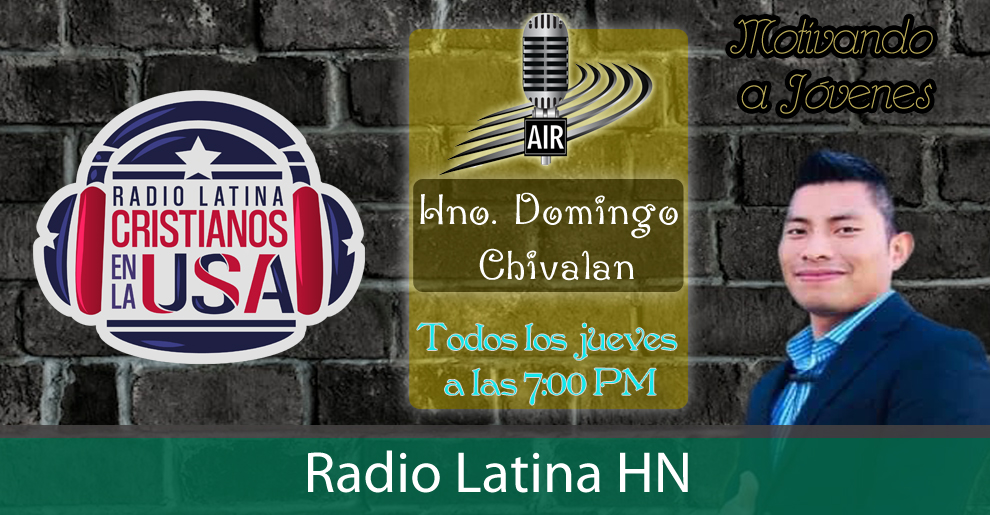 RADIO LATINA
CRISTIANOS
EN LA USA
AIR
Hno. Domingo
Chivalan
Todos los jueves
a las 7:00 PM
Motivando
a Jóvenes
Radio Latina HN